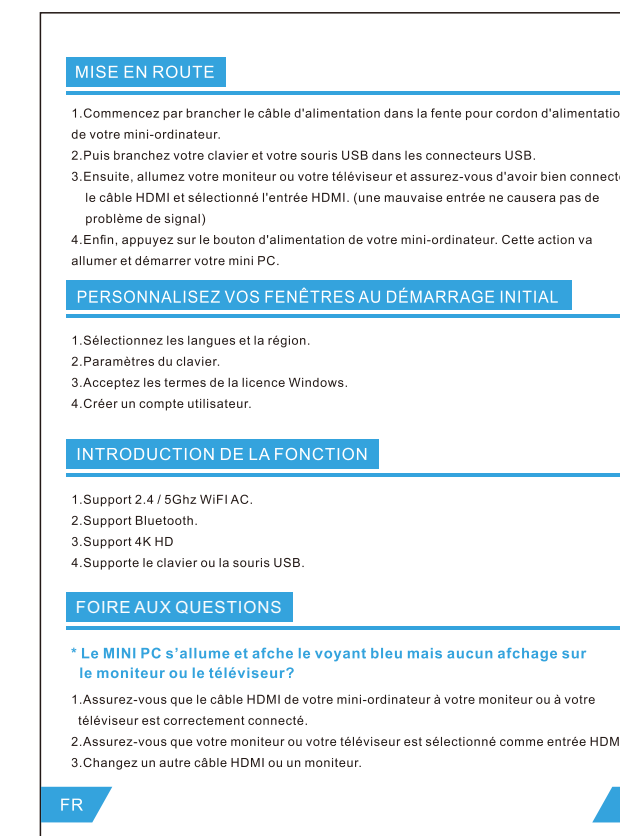 MISE EN ROUTE
1.Commencez par brancher le câble d'alimentation dans la fente pour cordon d'alimentatio
de votre mini-ordinateur.
2.Puis branchez votre clavier et votre souris USB dans les connecteurs USB.
3.Ensuite, allumez votre moniteur ou votre téléviseur et assurez-vous d'avoir bien connect
le câble HDMI et sélectionné l'entrée HDMI. (une mauvaise entrée ne causera pas de
problème de signal)
4.Enfin, appuyez sur le bouton d'alimentation de votre mini-ordinateur. Cette action va
allumer et démarrer votre mini PC.
PERSONNALISEZ VOS FENÊTRES AU DÉMARRAGE INITIAL
1.Sélectionnez les langues et la région.
2.Paramètres du clavier.
3.Acceptez les termes de la licence Windows.
4.Créer un compte utilisateur.
INTRODUCTION DE LA FONCTION
1.Support 2.4 / 5Ghz WiFI AC.
2.Support Bluetooth.
3.Support 4K HD
4.Supporte le clavier ou la souris USB.
FOIRE AUX QUESTIONS
* Le MINI PC s’allume et afche le voyant bleu mais aucun afchage sur
le moniteur ou le téléviseur?
1.Assurez-vous que le câble HDMI de votre mini-ordinateur à votre moniteur ou à votre
téléviseur est correctement connecté.
2.Assurez-vous que votre moniteur ou votre téléviseur est sélectionné comme entrée HDM
3.Changez un autre câble HDMI ou un moniteur.
FR